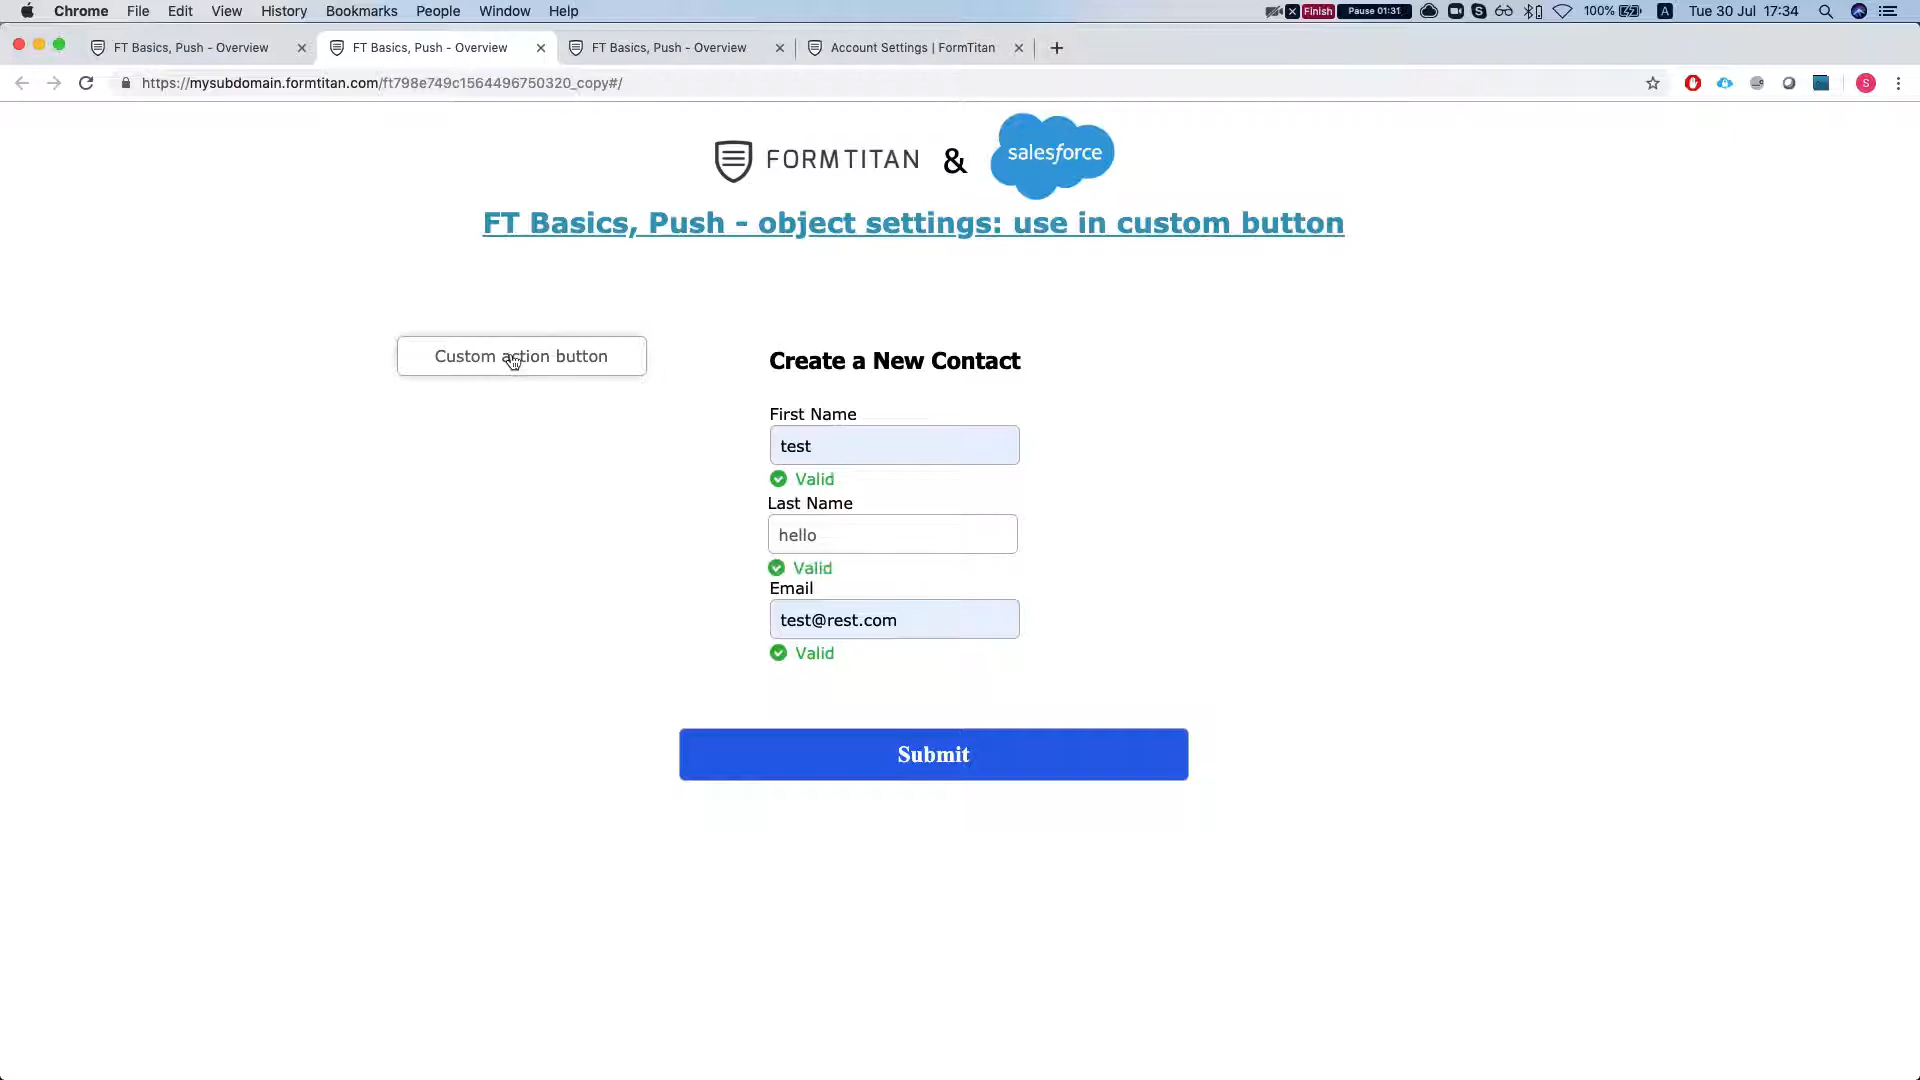 Chrome File Edit View History Bookmarks People Window Help Finish Pause 01:31 100% A Tue 30 Jul 17:34
FT Basics, Push - Overview FT Basics, Push - Overview FT Basics, Push - Overview Account Settings | FormTitan
https://mysubdomain.formtitan.com/ft798e749c1564496750320_copy#/ S
FORMTITAN & salesforce
FT Basics, Push - object settings: use in custom button
Custom action button
Create a New Contact
First Name
test
Valid
Last Name
hello
Valid
Email
test@rest.com
Valid
Submit